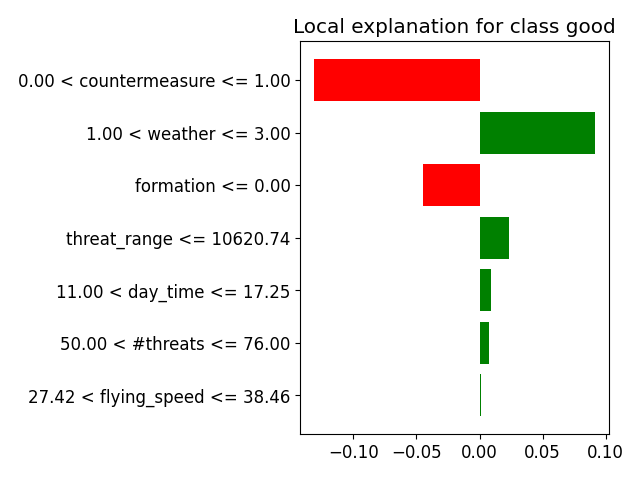 Local explanation for class good
0.00 < countermeasure <= 1.00
1.00 < weather <= 3.00
formation <= 0.00
threat_range <= 10620.74
11.00 < day_time <= 17.25
50.00 < #threats <= 76.00
27.42 < flying_speed <= 38.46
−0.10 −0.05 0.00 0.05 0.10